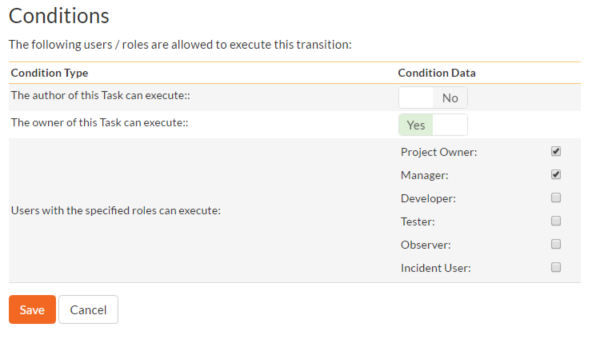 Conditions
The following users / roles are allowed to execute this transition:
Condition Type Condition Data
The author of this Task can execute:: No
The owner of this Task can execute:: Yes
Users with the specified roles can execute:
Project Owner:
Manager:
Developer:
Tester:
Observer:
Incident User:
Save Cancel